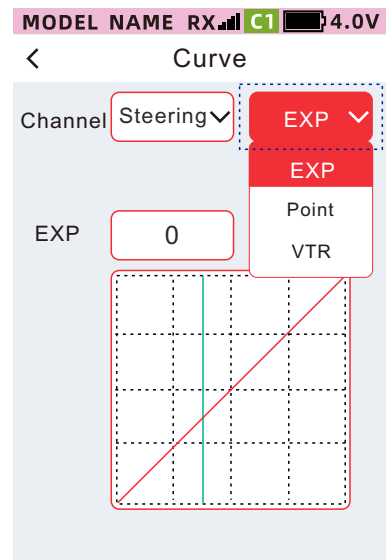 MODEL NAME RX C1 4.0V
Curve
Channel Steering EXP
EXP
Point
EXP 0
VTR